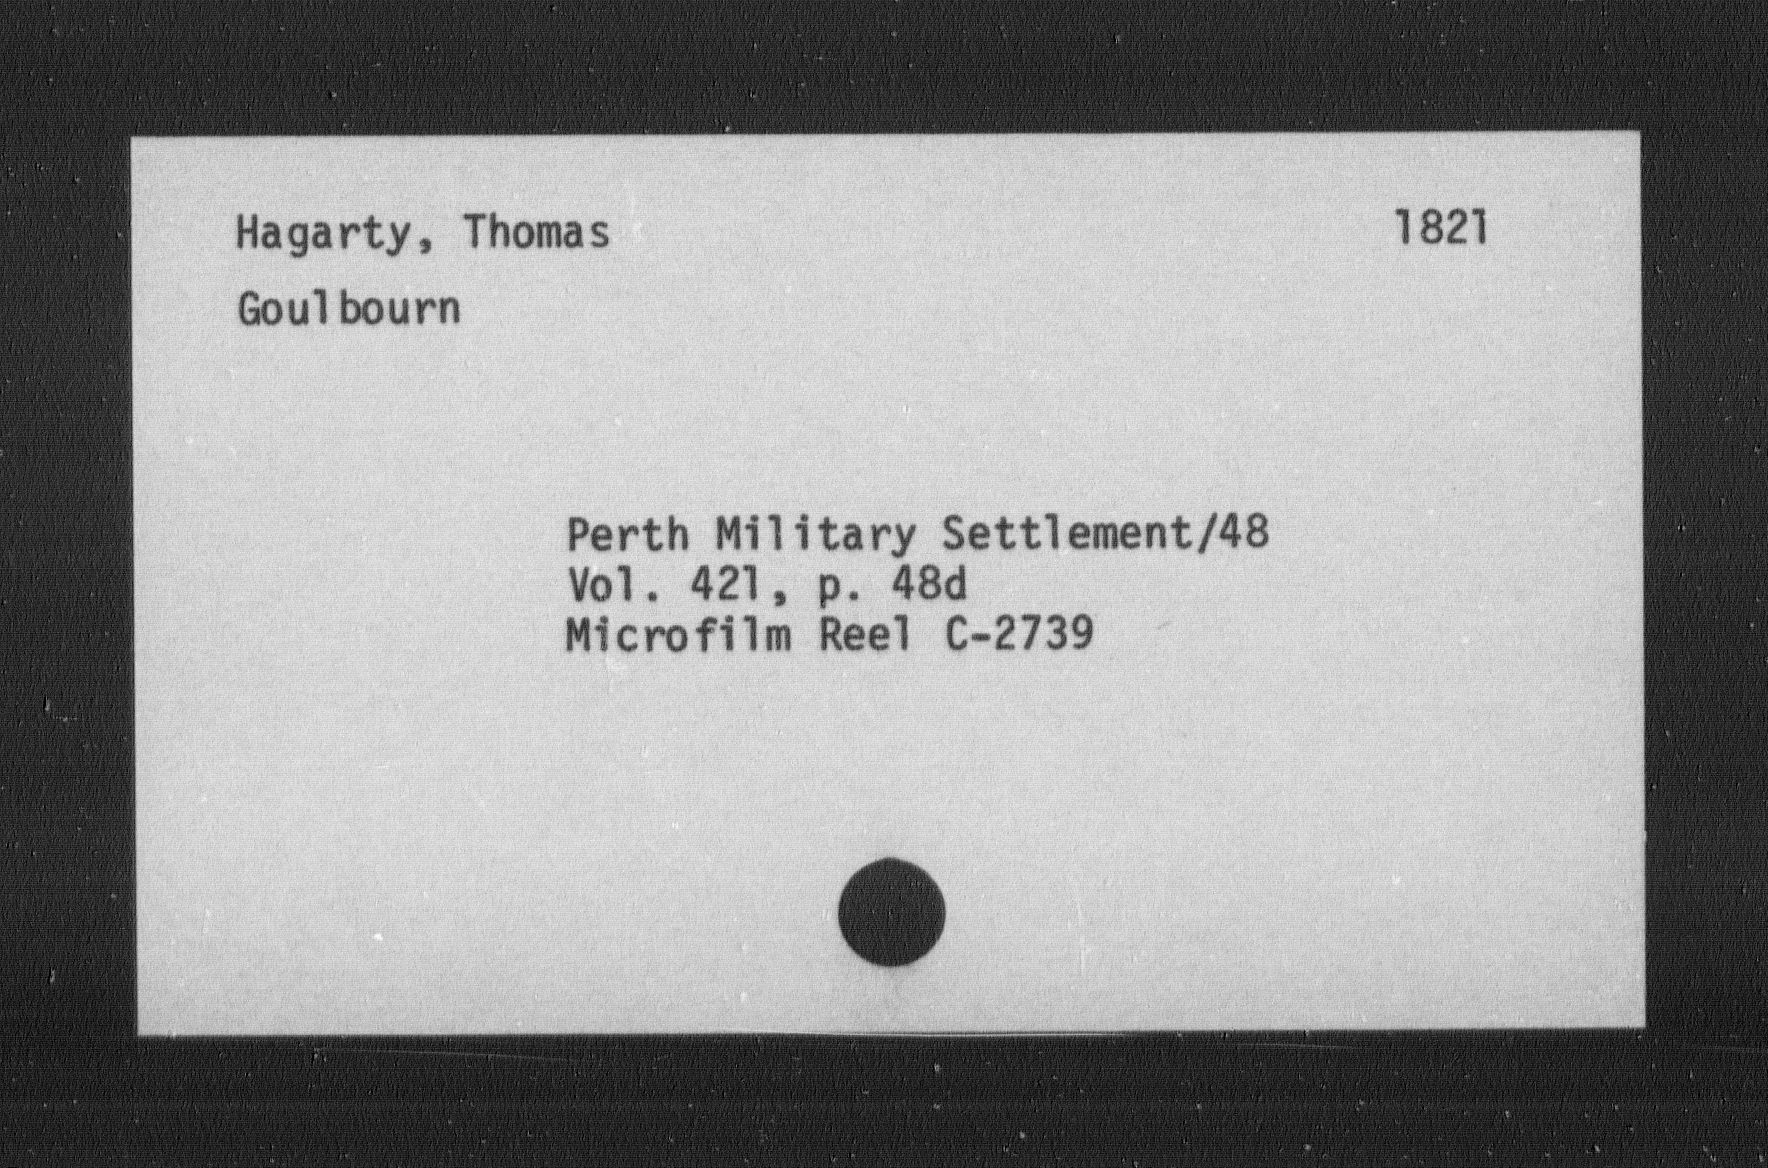 Hagarty, Thomas 1821
Goulbourn
Perth Military Settlement/48
Vol. 421, p. 48d
Microfilm Reel C-2739